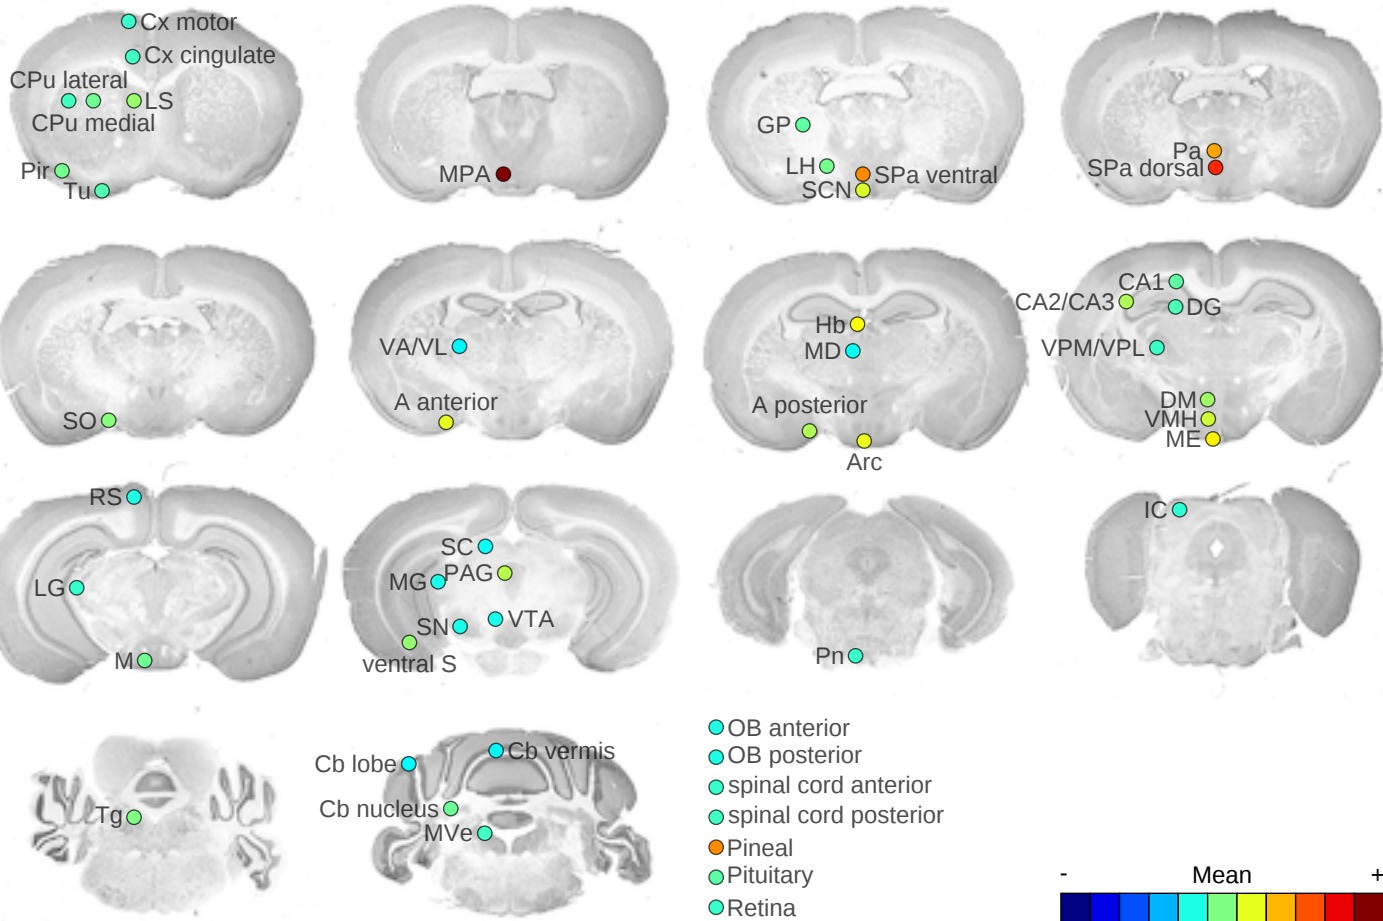 Cx motor
Cx cingulate
CPu lateral
LS
CPu medial
Pir
Tu
MPA
GP
LH
SPa ventral
SCN
Pa
SPa dorsal
SO
VA/VL
A anterior
Hb
MD
A posterior
Arc
CA1
CA2/CA3
DG
VPM/VPL
DM
VMH
ME
RS
LG
M
SC
MG
PAG
SN
VTA
ventral S
Pn
IC
Tg
Cb lobe
Cb vermis
Cb nucleus
MVe
OB anterior
OB posterior
spinal cord anterior
spinal cord posterior
Pineal
Pituitary
Retina
- Mean +